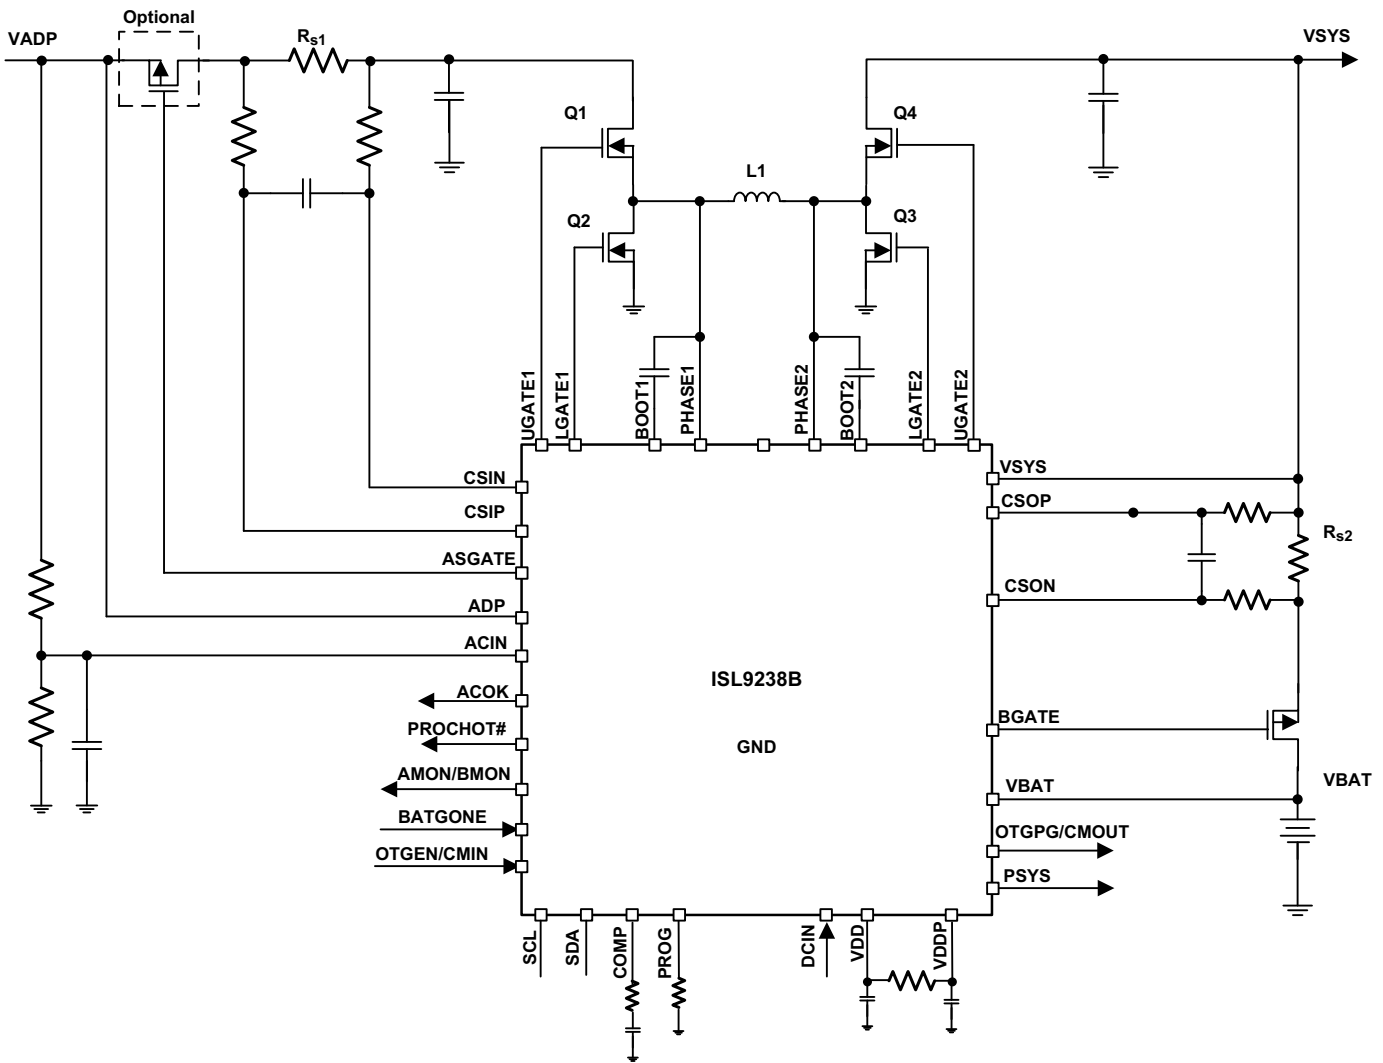 Optional
VADP
Rs1
VSYS
Q1
Q4
L1
Q2
Q3
UGATE1
LGATE1
BOOT1
PHASE1
PHASE2
BOOT2
LGATE2
UGATE2
CSIN
VSYS
CSIP
CSOP
Rs2
ASGATE
CSON
ADP
ACIN
ISL9238B
ACOK
BGATE
PROCHOT#
GND
AMON/BMON
VBAT
VBAT
BATGONE
OTGPG/CMOUT
OTGEN/CMIN
PSYS
SCL
SDA
COMP
PROG
DCIN
VDD
VDDP